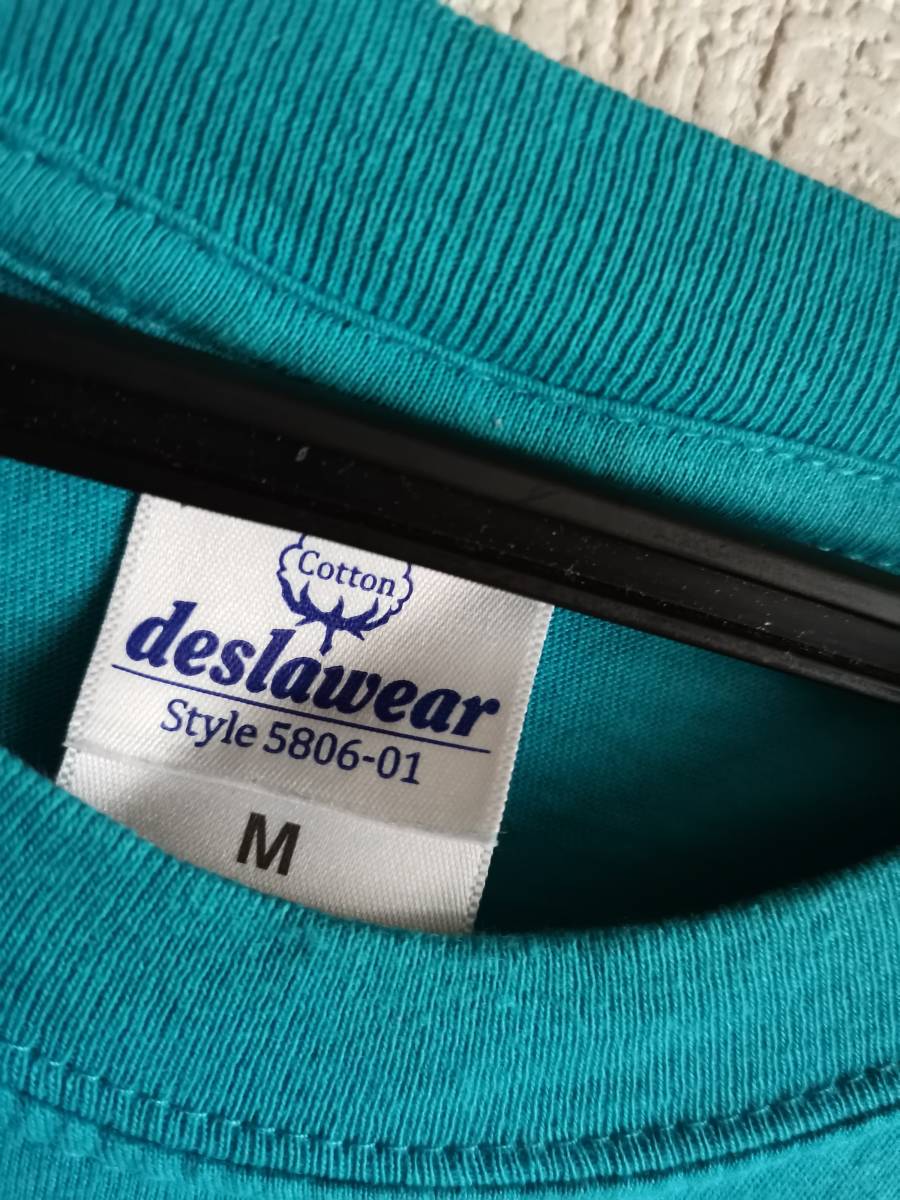 Cotton
deslawear
Style 5806-01
M